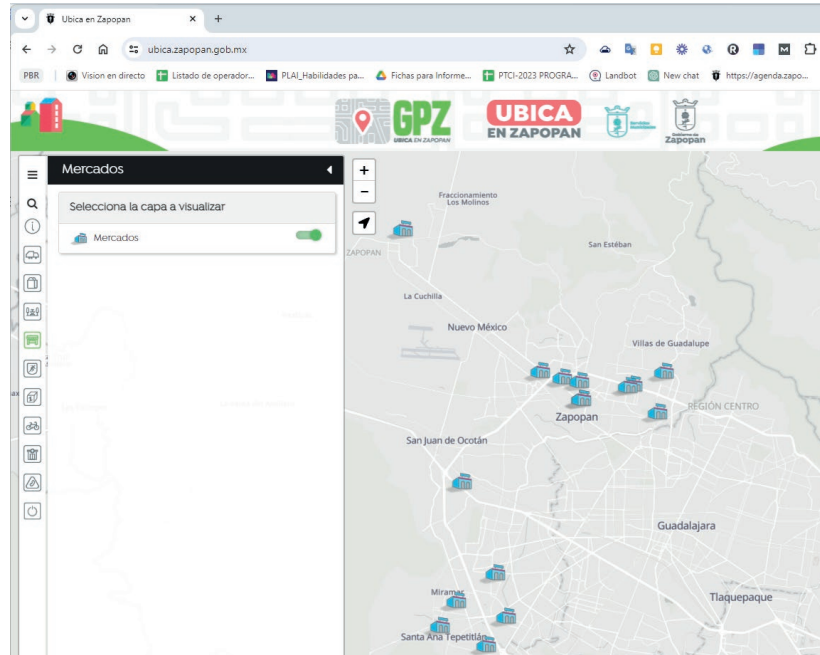 Ubica en Zapopan
ubica.zapopan.gob.mx
PBR
Vision en directo
Listado de operador...
PLAI_Habilidades pa...
Fichas para Informe...
PTCI-2023 PROGRA...
Landbot
New chat
https://agenda.zapo...
GPZ
UBICA EN ZAPOPAN
UBICA
EN ZAPOPAN
Zapopan
Mercados
Selecciona la capa a visualizar
Mercados
+
−
Fraccionamiento
Los Molinos
San Estéban
ZAPOPAN
La Cuchilla
Nuevo México
Villas de Guadalupe
REGIÓN CENTRO
Zapopan
San Juan de Ocotán
Guadalajara
Miramar
Tlaquepaque
Santa Ana Tepetitlán